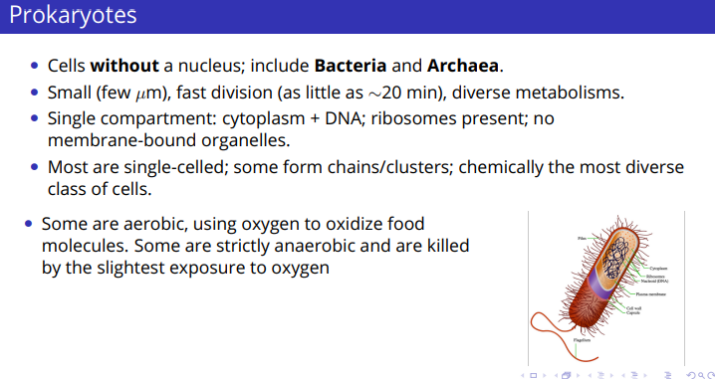 Prokaryotes
Cells without a nucleus; include Bacteria and Archaea.
Small (few μm), fast division (as little as ∼20 min), diverse metabolisms.
Single compartment: cytoplasm + DNA; ribosomes present; no
membrane-bound organelles.
Most are single-celled; some form chains/clusters; chemically the most diverse
class of cells.
Some are aerobic, using oxygen to oxidize food
molecules. Some are strictly anaerobic and are killed
by the slightest exposure to oxygen
Pilus
Cytoplasm
Ribosomes
Nucleoid (DNA)
Plasma membrane
Cell wall
Capsule
Flagellum